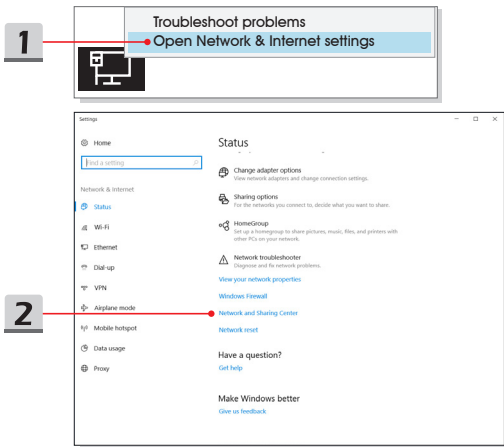 Troubleshoot problems
1
Open Network & Internet settings
Settings
Home
Status
Find a setting
Change adapter options
View network adapters and change connection settings.
Network & Internet
Sharing options
For the networks you connect to, decide what you want to share.
Status
Wi-Fi
HomeGroup
Set up a homegroup to share pictures, music, files, and printers with
other PCs on your network.
Ethernet
Dial-up
Network troubleshooter
Diagnose and fix network problems.
View your network properties
VPN
Windows Firewall
Airplane mode
2
Network and Sharing Center
Mobile hotspot
Network reset
Data usage
Have a question?
Proxy
Get help
Make Windows better
Give us feedback